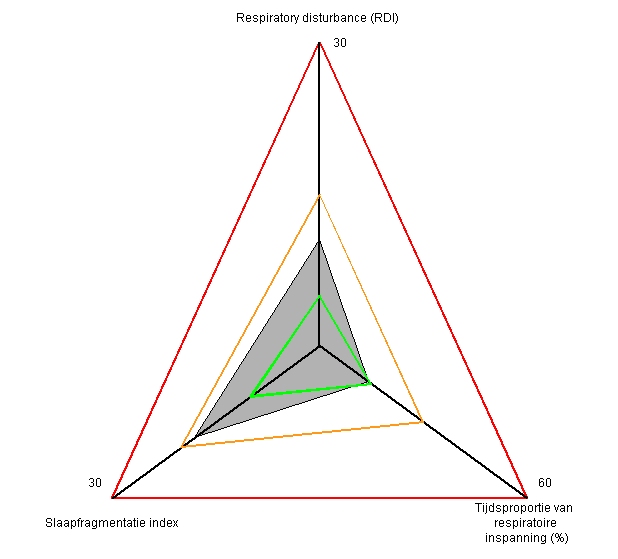 Respiratory disturbance (RDI)
30
30
60
Slaapfragmentatie index
Tijdsproportie van
respiratoire
inspanning (%)